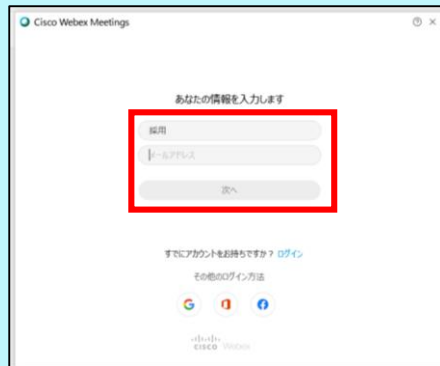 Cisco Webex Meetings
あなたの情報を入力します
採用
メールアドレス
次へ
すでにアカウントをお持ちですか？ ログイン
その他のログイン方法
CISCO Webex